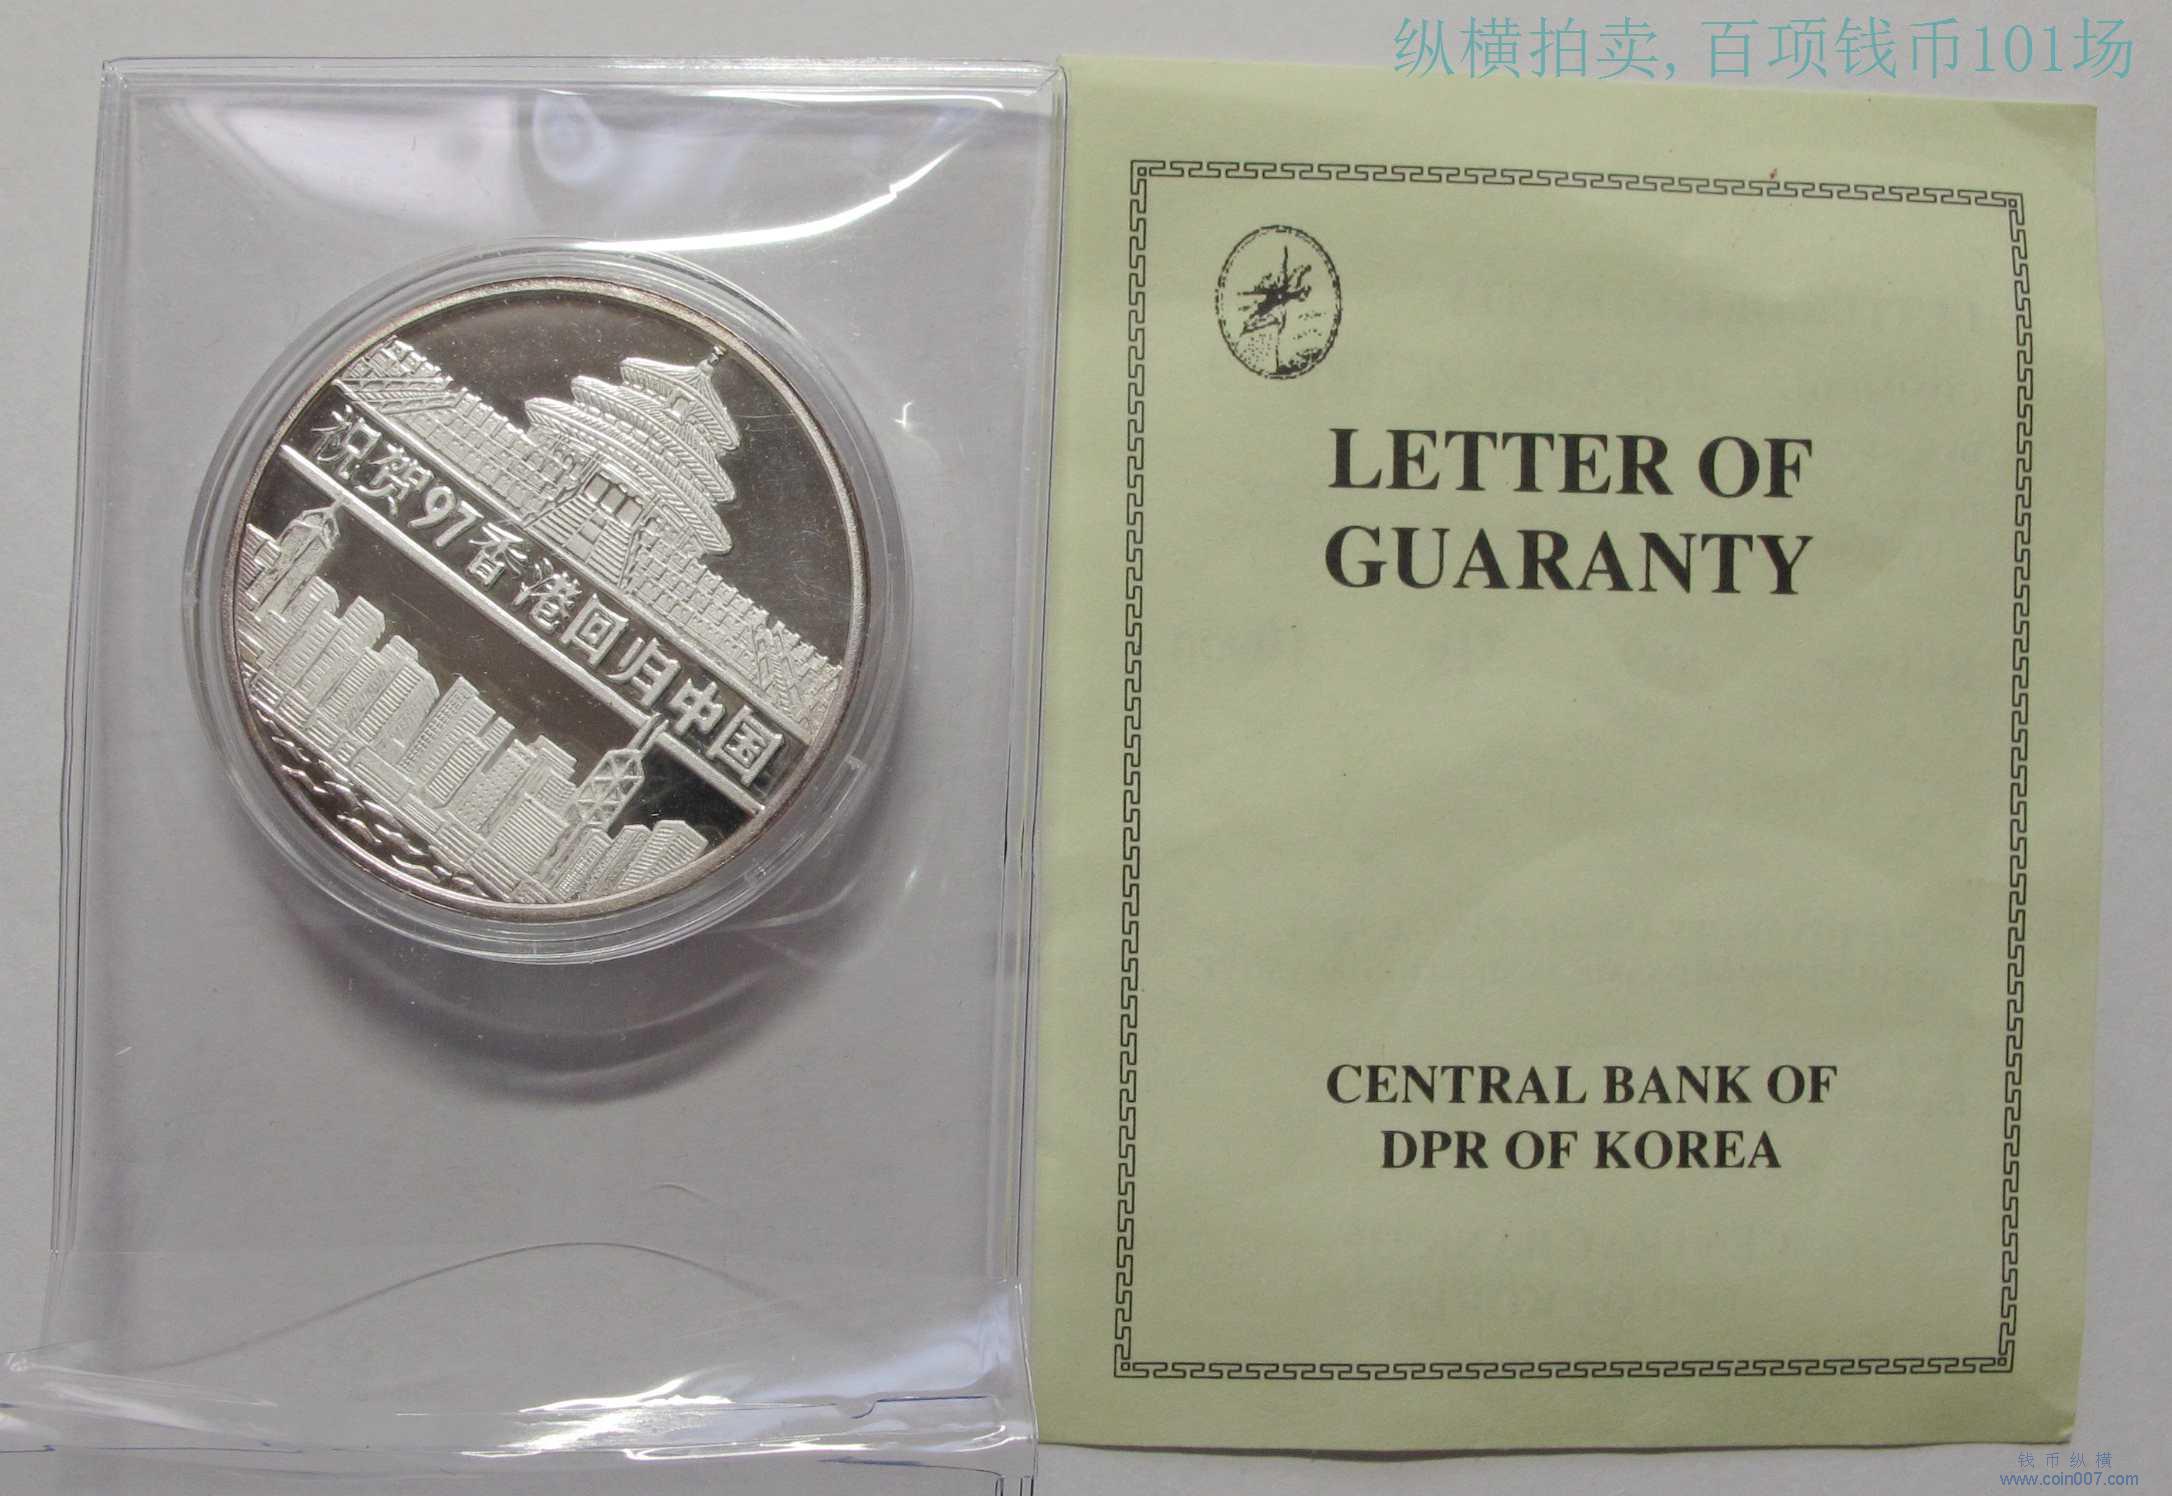 纵横拍卖,百项钱币101场
祝贺97香港回归中国
LETTER OF
GUARANTY
CENTRAL BANK OF
DPR OF KOREA
钱币纵横
www.coin007.com